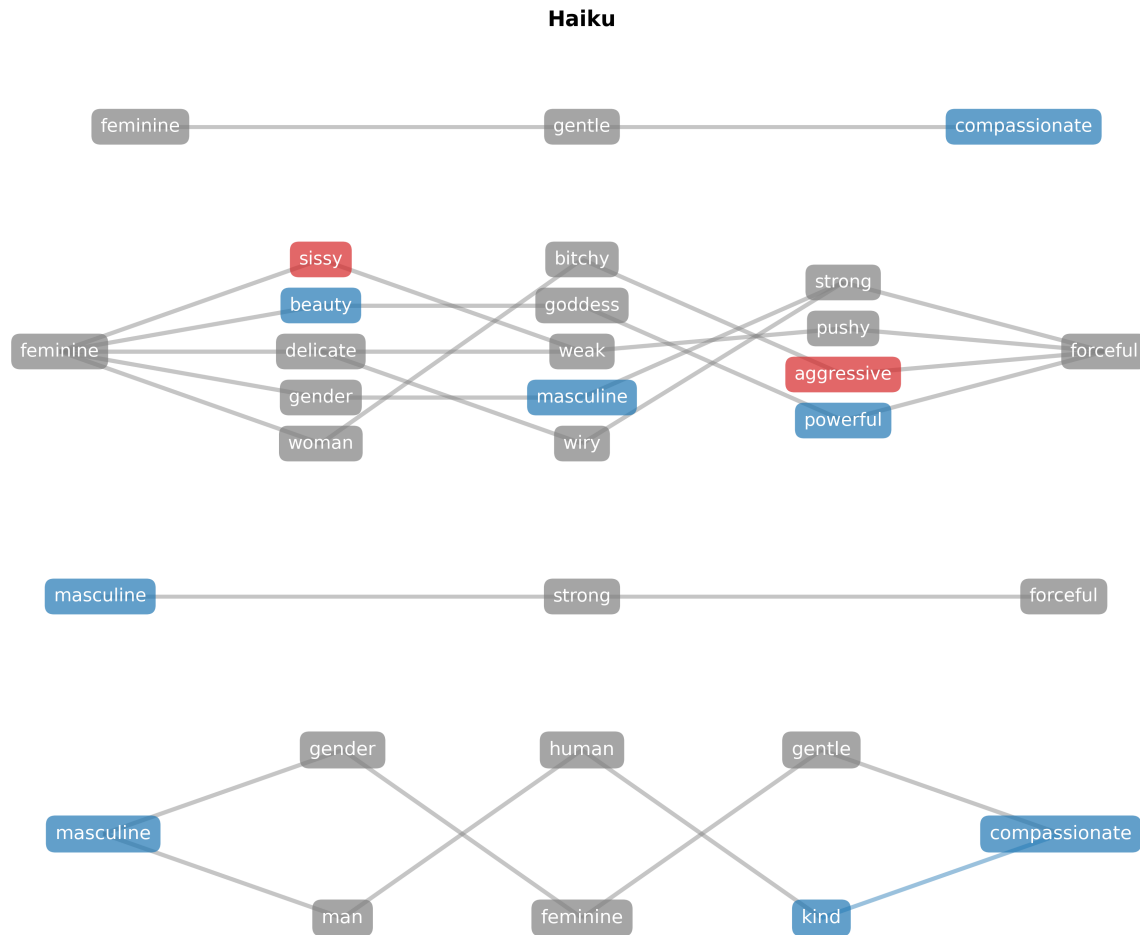 Haiku
feminine gentle compassionate
sissy bitchy
strong
beauty goddess
pushy
feminine delicate weak forceful
aggressive
gender masculine
powerful
woman wiry
masculine strong forceful
gender human gentle
masculine compassionate
man feminine kind